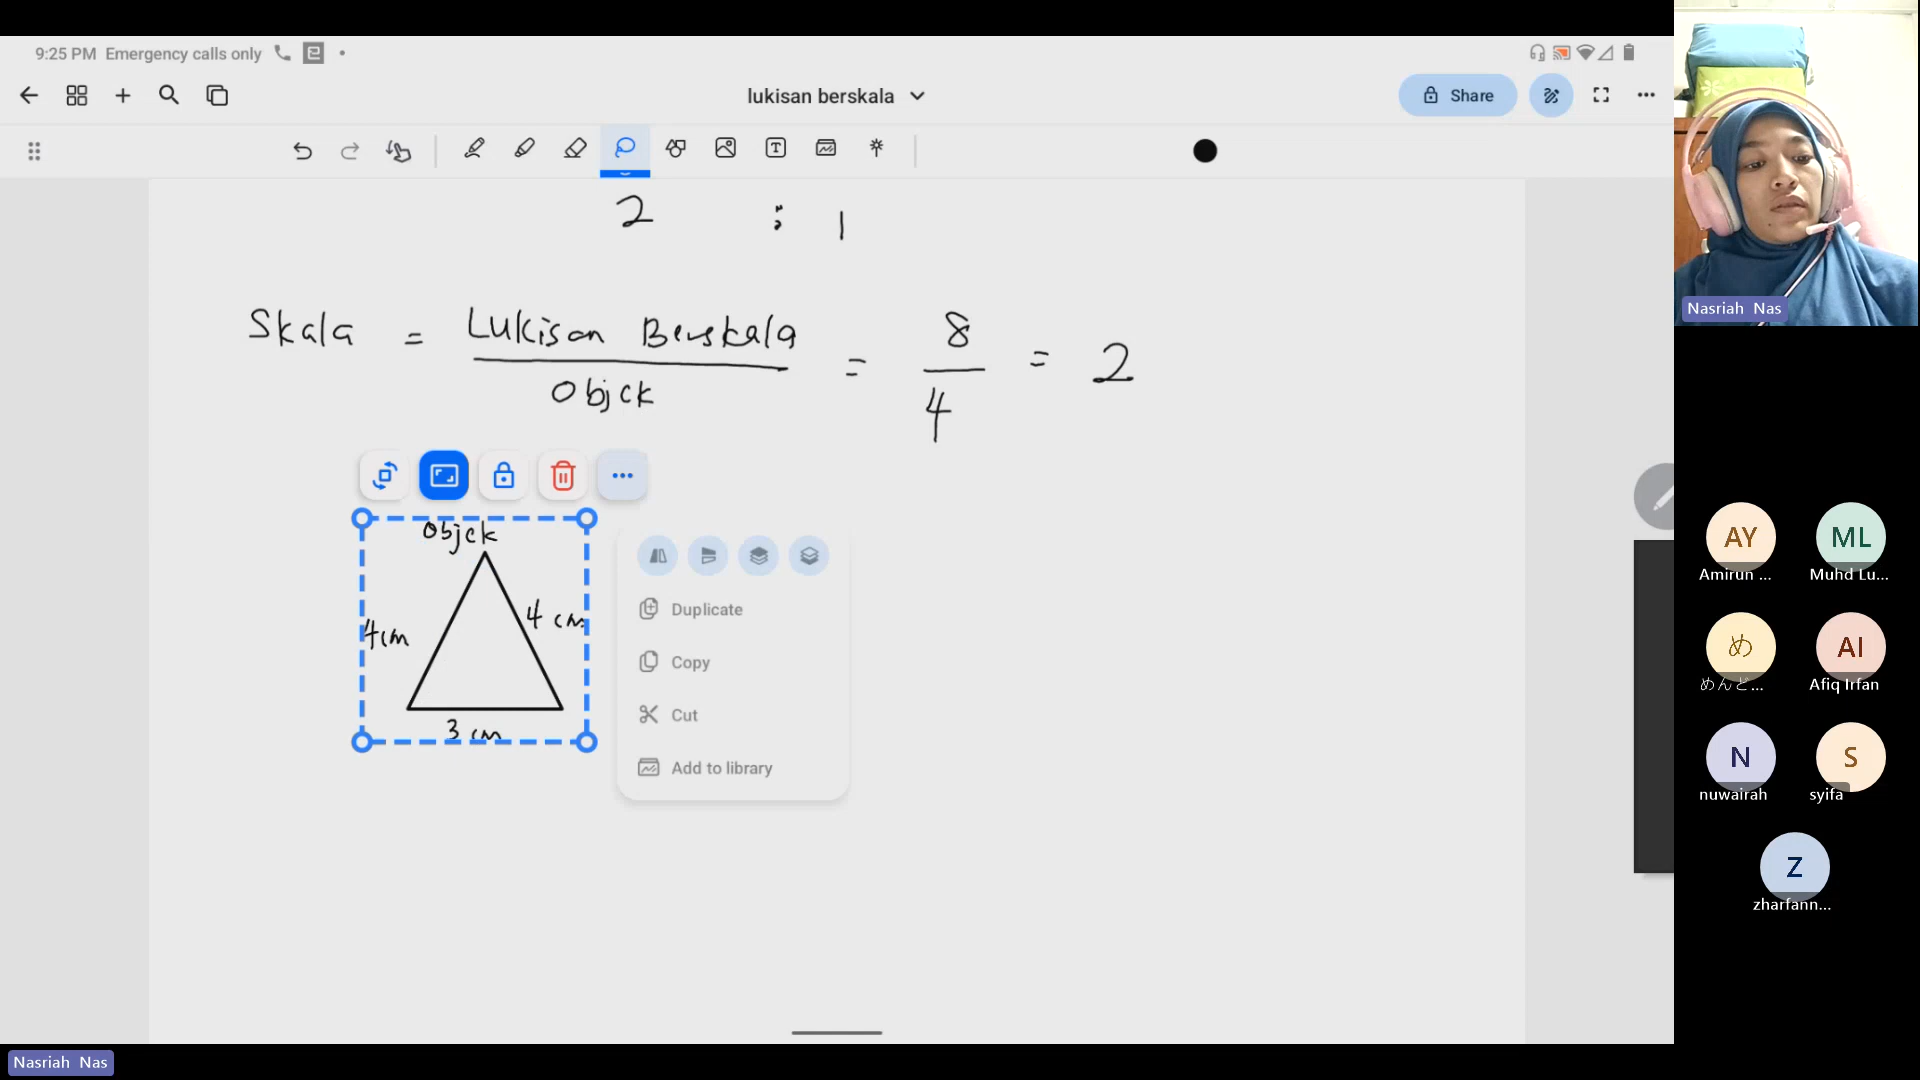 9:25 PM Emergency calls only
lukisan berskala
Share
2 : 1
Skala = Lukisan Berskala / Objek = 8 / 4 = 2
Objek
4cm
4 cm
3 cm
Duplicate
Copy
Cut
Add to library
Nasriah Nas
AY
Amirun ...
ML
Muhd Lu...
め
めんど...
AI
Afiq Irfan
N
nuwairah
S
syifa
Z
zharfann...
Nasriah Nas